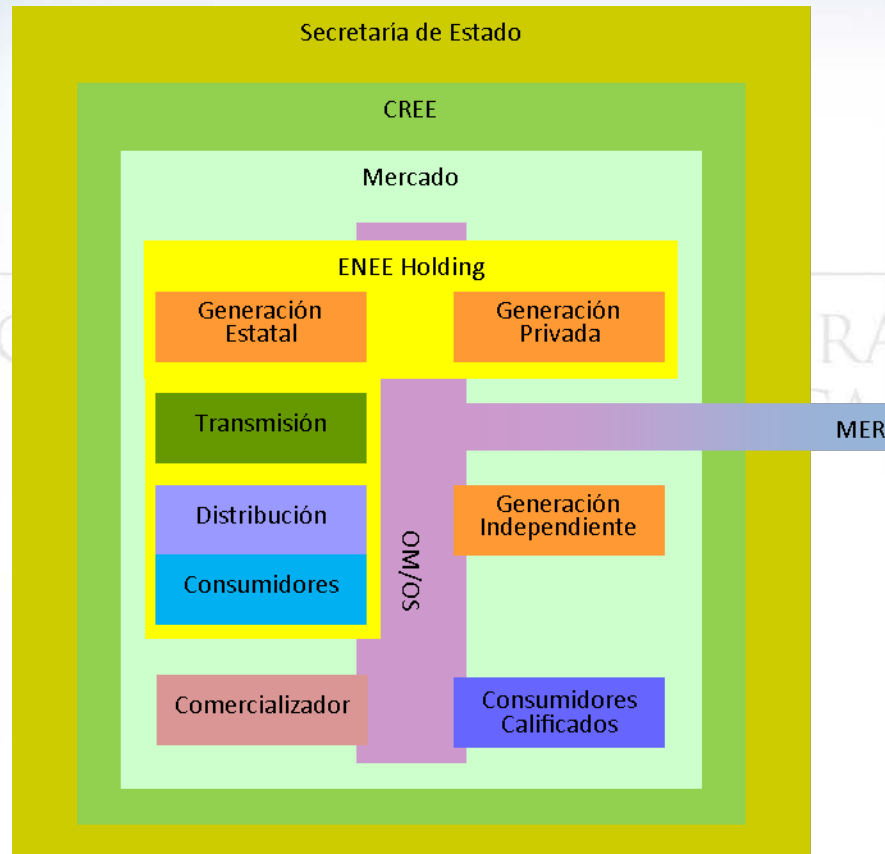 Secretaría de Estado
CREE
Mercado
ENEE Holding
Generación
Estatal
Generación
Privada
Transmisión
MER
Distribución
Generación
Independiente
OM/OS
Consumidores
Comercializador
Consumidores
Calificados